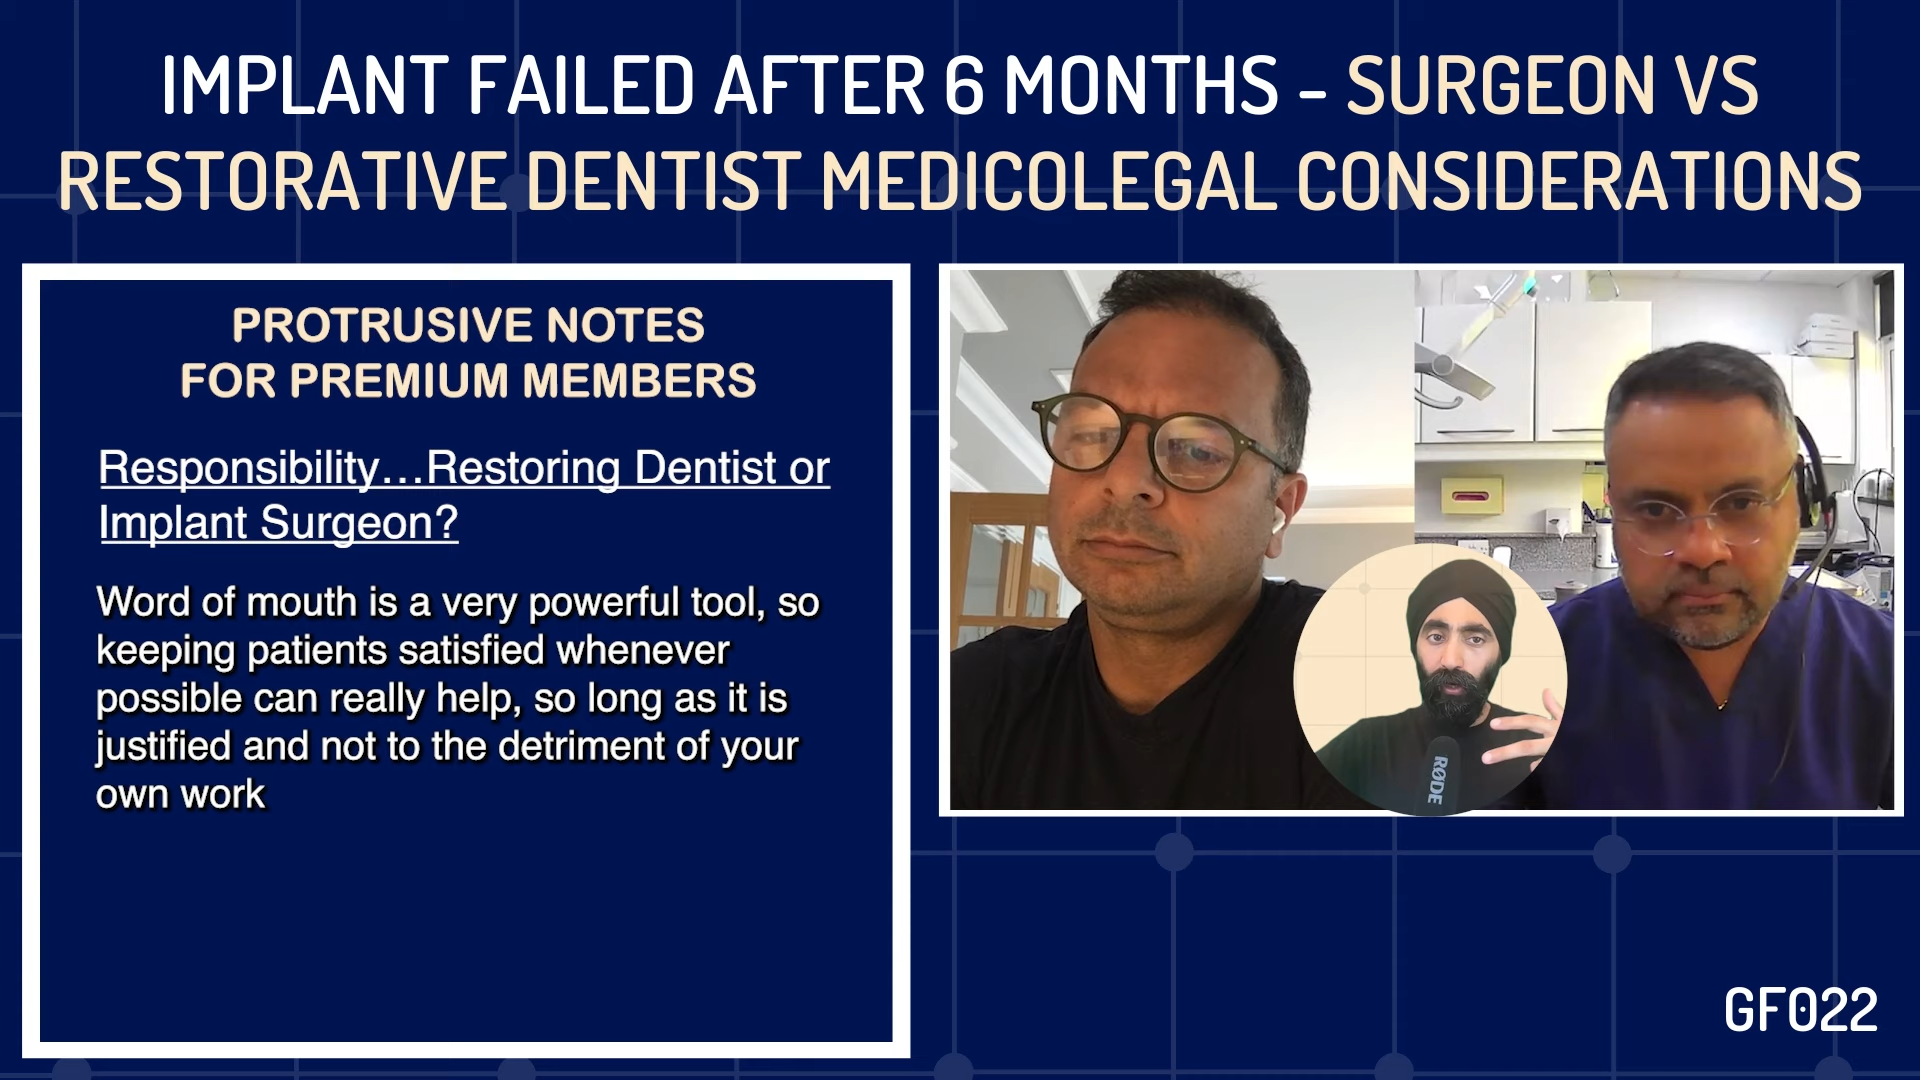 IMPLANT FAILED AFTER 6 MONTHS - SURGEON VS
RESTORATIVE DENTIST MEDICOLEGAL CONSIDERATIONS
PROTRUSIVE NOTES
FOR PREMIUM MEMBERS
Responsibility…Restoring Dentist or
Implant Surgeon?
Word of mouth is a very powerful tool, so
keeping patients satisfied whenever
possible can really help, so long as it is
justified and not to the detriment of your
own work
RØDE
GF022